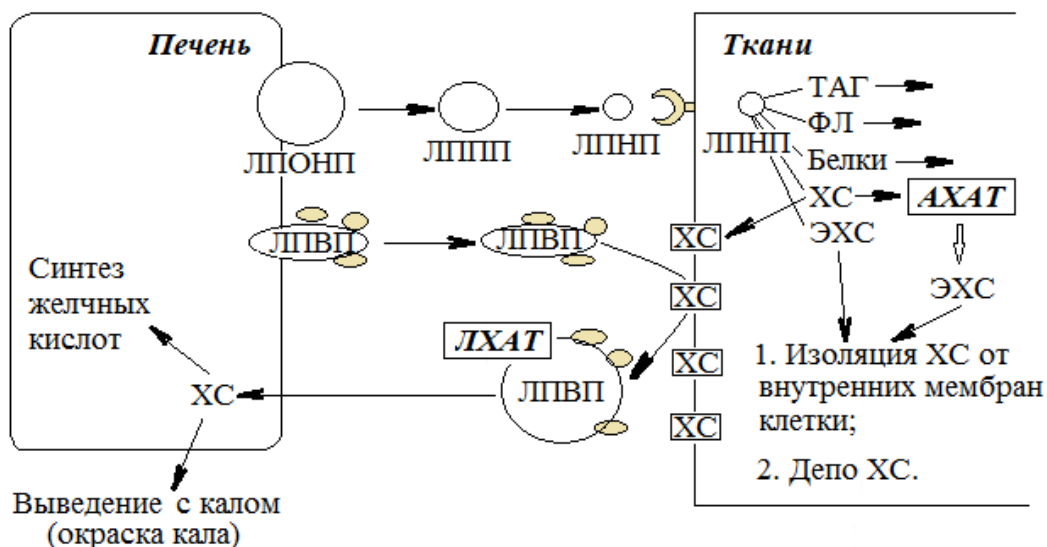 Печень
Ткани
ТАГ
ФЛ
Белки
ХС
АХАТ
ЭХС
ЭХС
ЛПОНП
ЛППП
ЛПНП
ЛПНП
ЛПВП
ЛПВП
ХС
ХС
ХС
ХС
Синтез
желчных
кислот
ЛХАТ
ЛПВП
ХС
Выведение с калом
(окраска кала)
1. Изоляция ХС от
внутренних мембран
клетки;
2. Депо ХС.